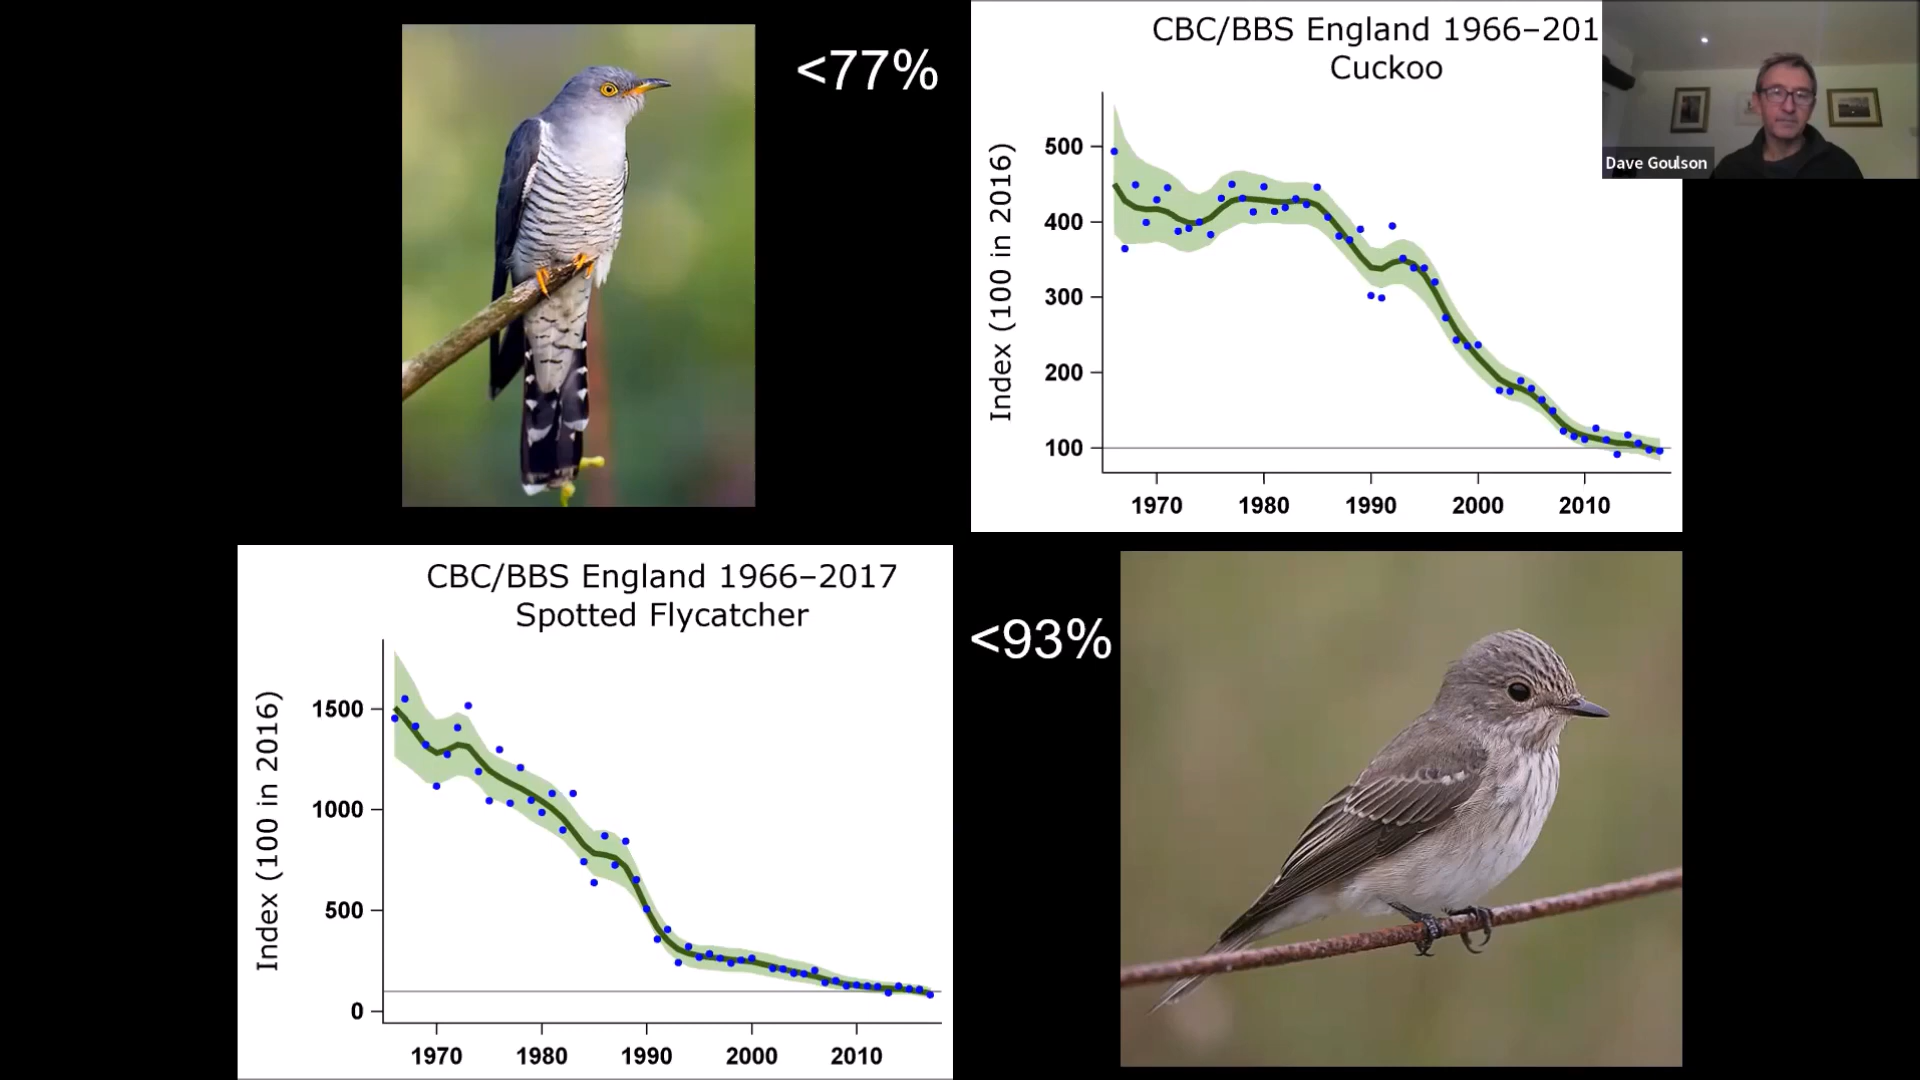 <77%
CBC/BBS England 1966–201
Cuckoo
Index (100 in 2016)
500
400
300
200
100
1970 1980 1990 2000 2010
Dave Goulson
CBC/BBS England 1966–2017
Spotted Flycatcher
Index (100 in 2016)
1500
1000
500
0
1970 1980 1990 2000 2010
<93%